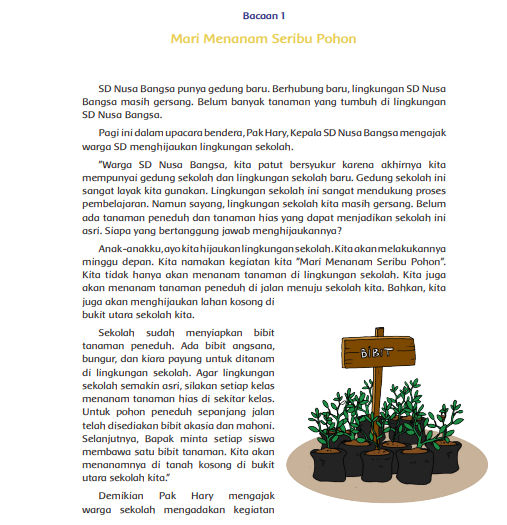 Bacaan 1
Mari Menanam Seribu Pohon
SD Nusa Bangsa punya gedung baru. Berhubung baru, lingkungan SD Nusa
Bangsa masih gersang. Belum banyak tanaman yang tumbuh di lingkungan
SD Nusa Bangsa.
Pagi ini dalam upacara bendera, Pak Hary, Kepala SD Nusa Bangsa mengajak
warga SD menghijaukan lingkungan sekolah.
"Warga SD Nusa Bangsa, kita patut bersyukur karena akhirnya kita
mempunyai gedung sekolah dan lingkungan sekolah baru. Gedung sekolah ini
sangat layak kita gunakan. Lingkungan sekolah ini sangat mendukung proses
pembelajaran. Namun sayang, lingkungan sekolah kita masih gersang. Belum
ada tanaman peneduh dan tanaman hias yang dapat menjadikan sekolah ini
asri. Siapa yang bertanggung jawab menghijaukannya?
Anak-anakku, ayo kita hijaukan lingkungan sekolah. Kita akan melakukannya
minggu depan. Kita namakan kegiatan kita "Mari Menanam Seribu Pohon".
Kita tidak hanya akan menanam tanaman di lingkungan sekolah. Kita juga
akan menanam tanaman peneduh di jalan menuju sekolah kita. Bahkan, kita
juga akan menghijaukan lahan kosong di
bukit utara sekolah kita.
Sekolah sudah menyiapkan bibit
tanaman peneduh. Ada bibit angsana,
bungur, dan kiara payung untuk ditanam
di lingkungan sekolah. Agar lingkungan
sekolah semakin asri, silakan setiap kelas
menanam tanaman hias di sekitar kelas.
Untuk pohon peneduh sepanjang jalan
telah disediakan bibit akasia dan mahoni.
Selanjutnya, Bapak minta setiap siswa
membawa satu bibit tanaman. Kita akan
menanamnya di tanah kosong di bukit
utara sekolah kita."
Demikian Pak Hary mengajak
warga sekolah mengadakan kegiatan
BIBIT